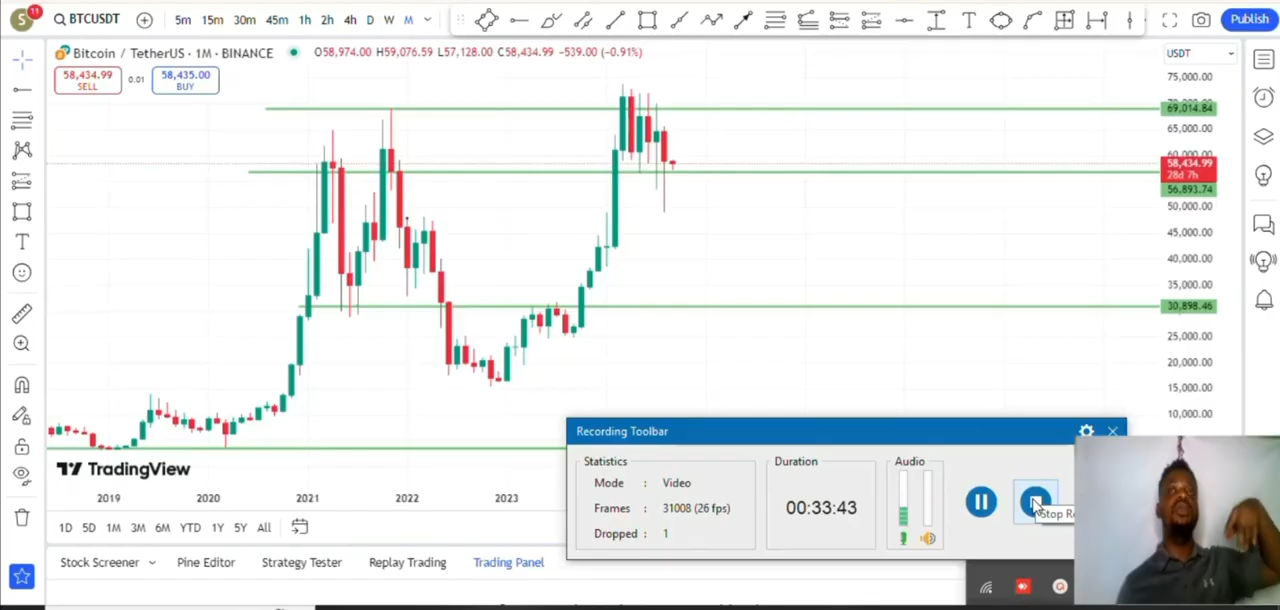 S 11
BTCUSDT 5m 15m 30m 45m 1h 2h 4h D W M T Publish
Bitcoin / TetherUS · 1M · BINANCE O58,974.00 H59,076.59 L57,128.00 C58,434.99 −539.00 (−0.91%) USDT
58,434.99 0.01 58,435.00
SELL BUY
75,000.00
69,014.84
65,000.00
60,000.00
58,434.99
28d 7h
56,893.74
50,000.00
45,000.00
40,000.00
35,000.00
30,898.46
25,000.00
20,000.00
15,000.00
10,000.00
T
Recording Toolbar
Statistics Duration Audio
Mode : Video
Frames : 31008 (26 fps)
Dropped : 1
00:33:43
Stop
TradingView
2019 2020 2021 2022 2023
1D 5D 1M 3M 6M YTD 1Y 5Y All
Stock Screener Pine Editor Strategy Tester Replay Trading Trading Panel